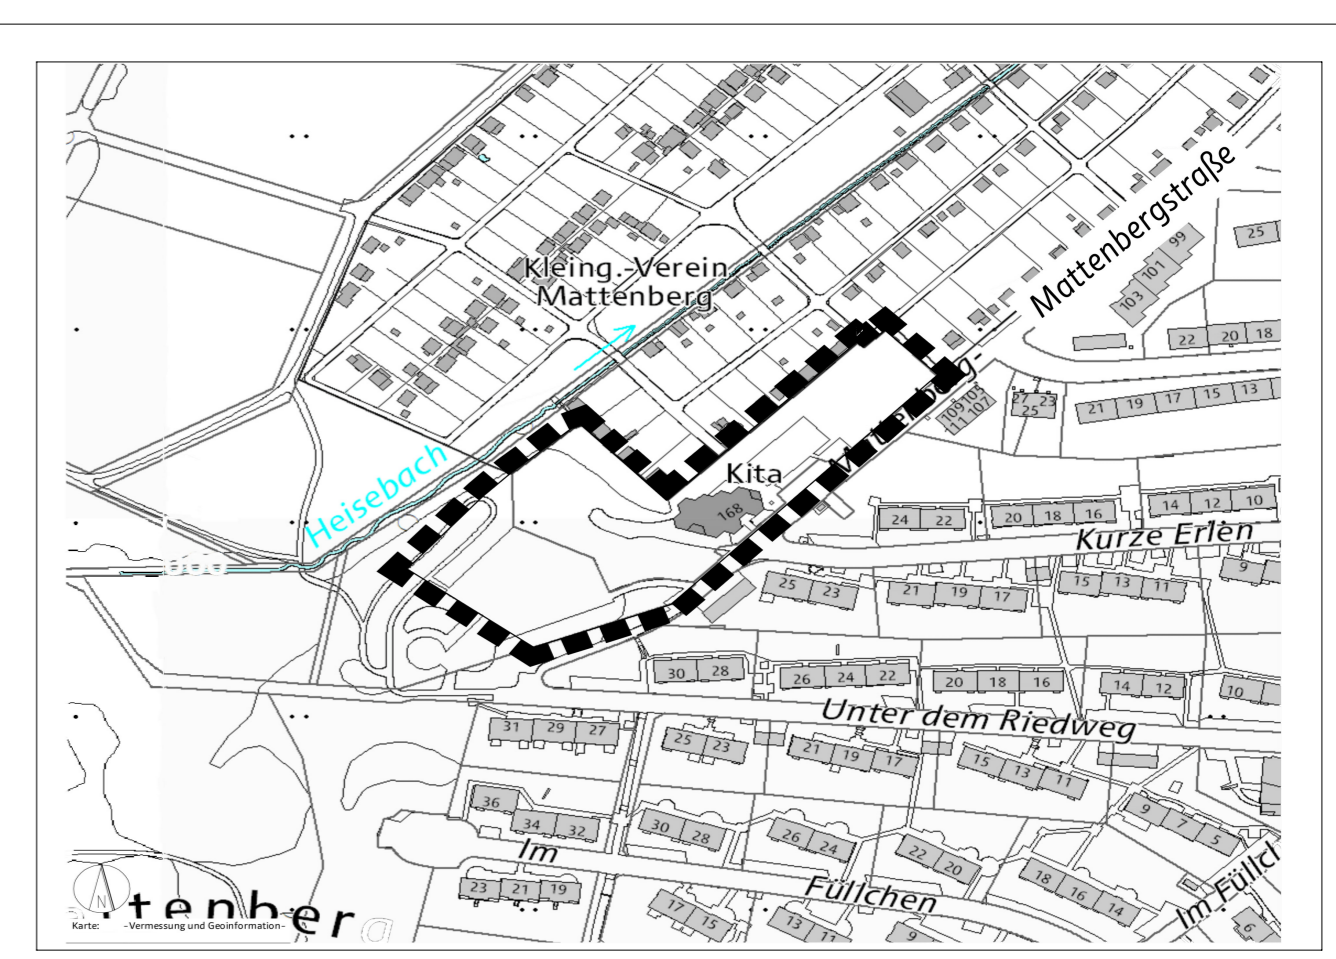 Mattenbergstraße
99
101
103
25
Kleing.-Verein
Mattenberg
22 20 18
27 23
25
21 19 17 15 13
109 105
111 107
Heisebach
Kita
168
24 22
20 18 16
14 12 10
Kurze Erlen
9
25 23
21 19 17
15 13 11
30 28
26 24 22
20 18 16
14 12
10
Unter dem Riedweg
31 29 27
25 23
21 19 17
15 13 11
36
34 32
30 28
26 24
22 20
9 7 5
Im
Füllchen
18 16 14
Im Füllch
23 21 19
17 15
13 11
9
6
N
Karte: -Vermessung und Geoinformation-